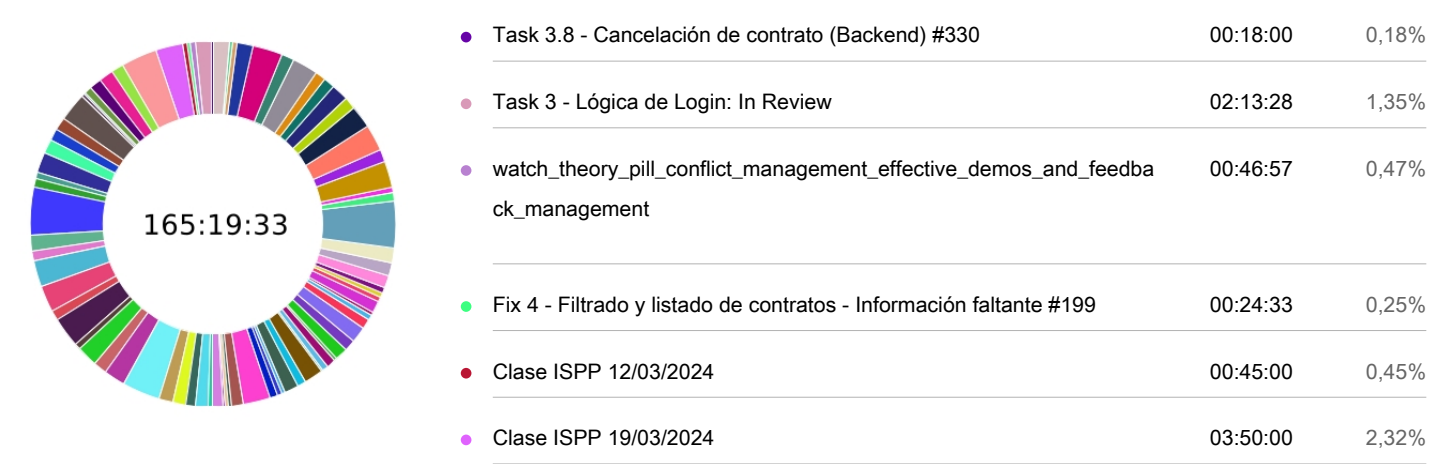 165:19:33
Task 3.8 - Cancelación de contrato (Backend) #330 00:18:00 0,18%
Task 3 - Lógica de Login: In Review 02:13:28 1,35%
watch_theory_pill_conflict_management_effective_demos_and_feedba 00:46:57 0,47%
ck_management
Fix 4 - Filtrado y listado de contratos - Información faltante #199 00:24:33 0,25%
Clase ISPP 12/03/2024 00:45:00 0,45%
Clase ISPP 19/03/2024 03:50:00 2,32%